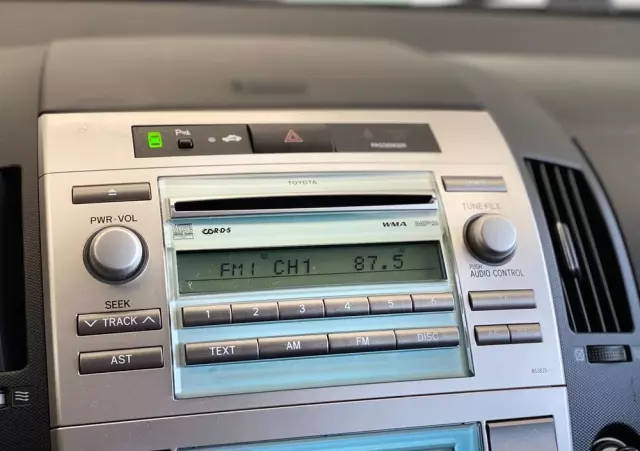 P
PASSENGER
TOYOTA
WMA
MP3
PWR•VOL
TUNE•FILE
FM1 CH1 87.5
PUSH
AUDIO CONTROL
SEEK
TRACK
1 2 3 4 5 6
AST
TEXT AM FM DISC